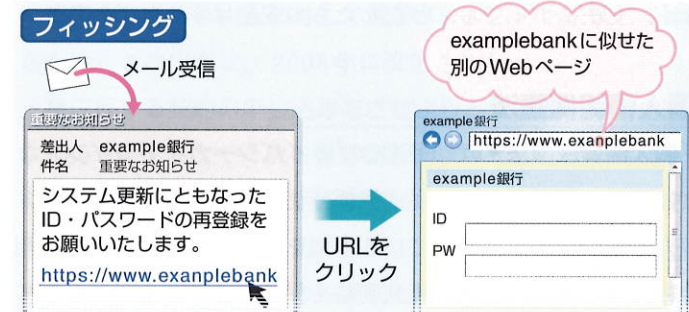 フィッシング
メール受信
重要なお知らせ
差出人 example銀行
件名 重要なお知らせ
システム更新にともなった
ID・パスワードの再登録を
お願いいたします。
https://www.exanplebank
URLを
クリック
examplebankに似せた
別のWebページ
example銀行
https://www.exanplebank
example銀行
ID
PW